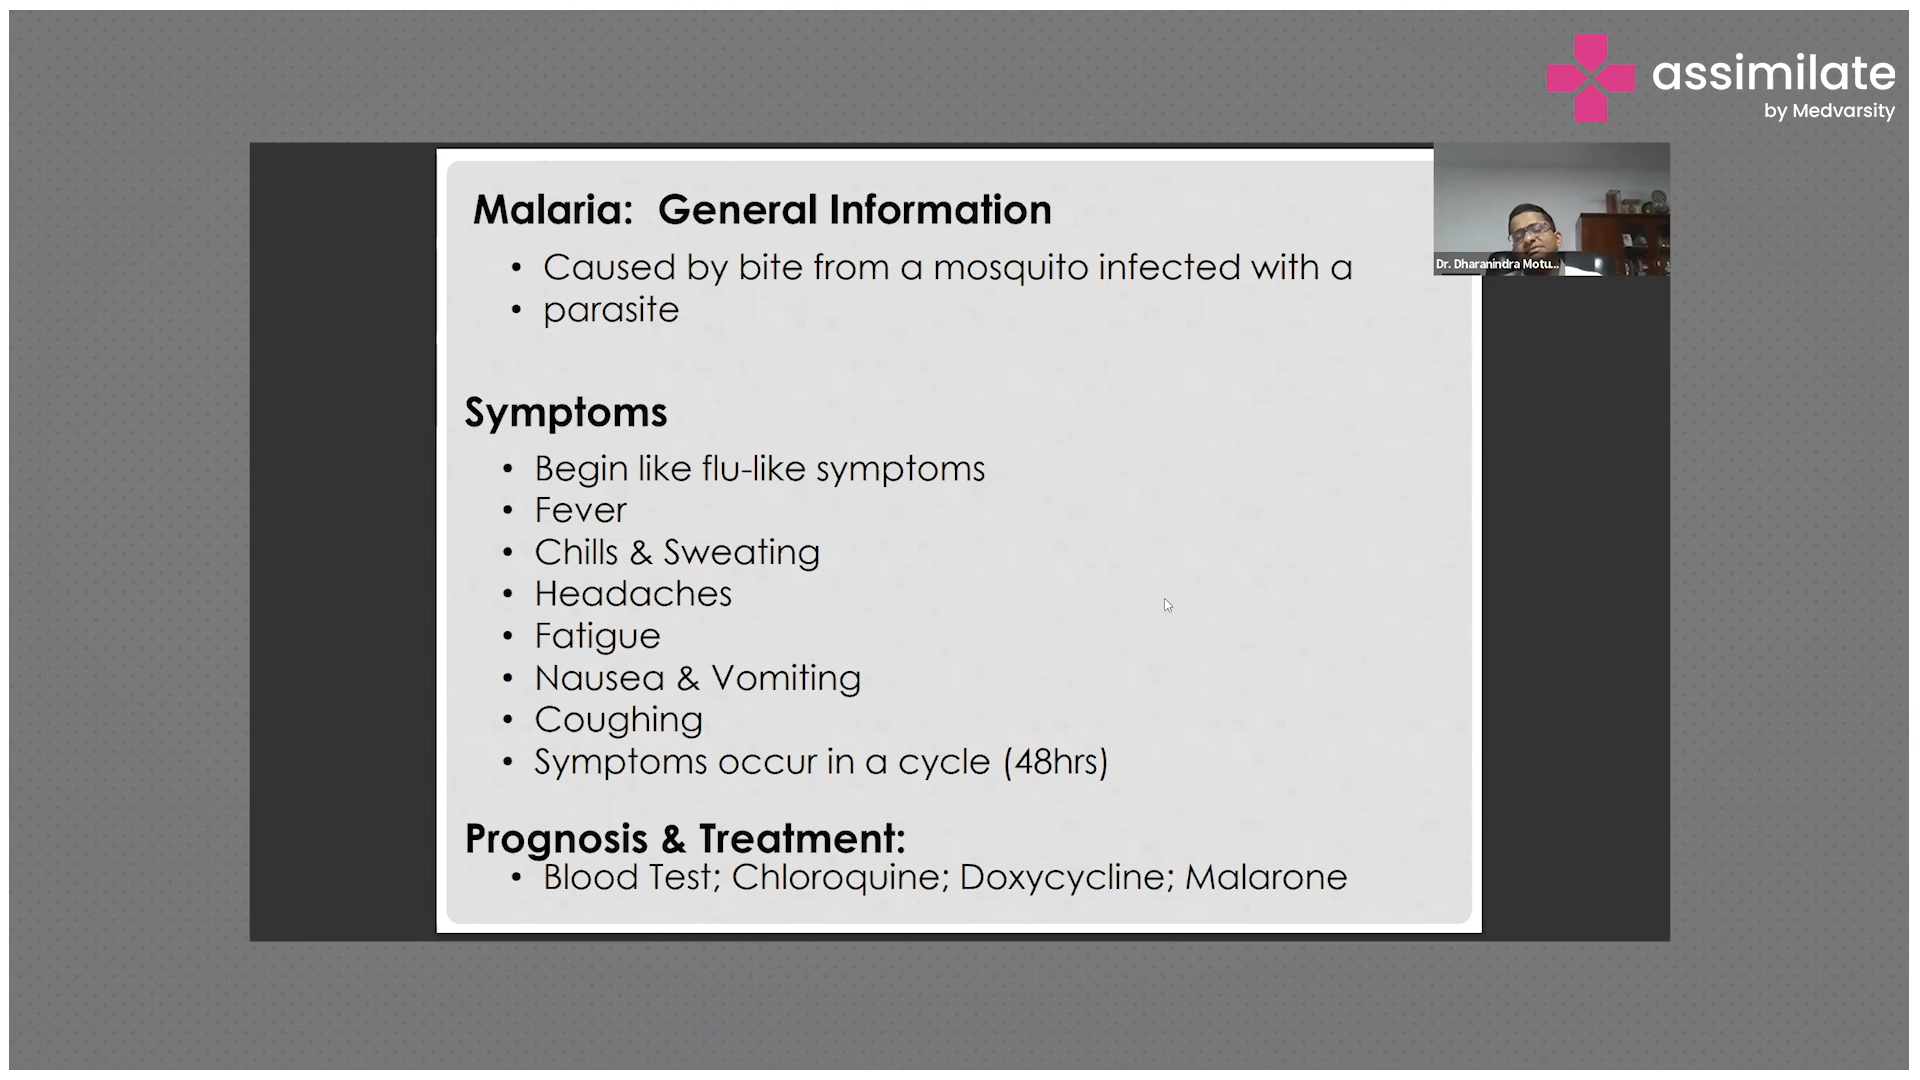 assimilate
by Medvarsity
Malaria: General Information
• Caused by bite from a mosquito infected with a
• parasite
Dr. Dharanindra Motu...
Symptoms
• Begin like flu-like symptoms
• Fever
• Chills & Sweating
• Headaches
• Fatigue
• Nausea & Vomiting
• Coughing
• Symptoms occur in a cycle (48hrs)
Prognosis & Treatment:
• Blood Test; Chloroquine; Doxycycline; Malarone